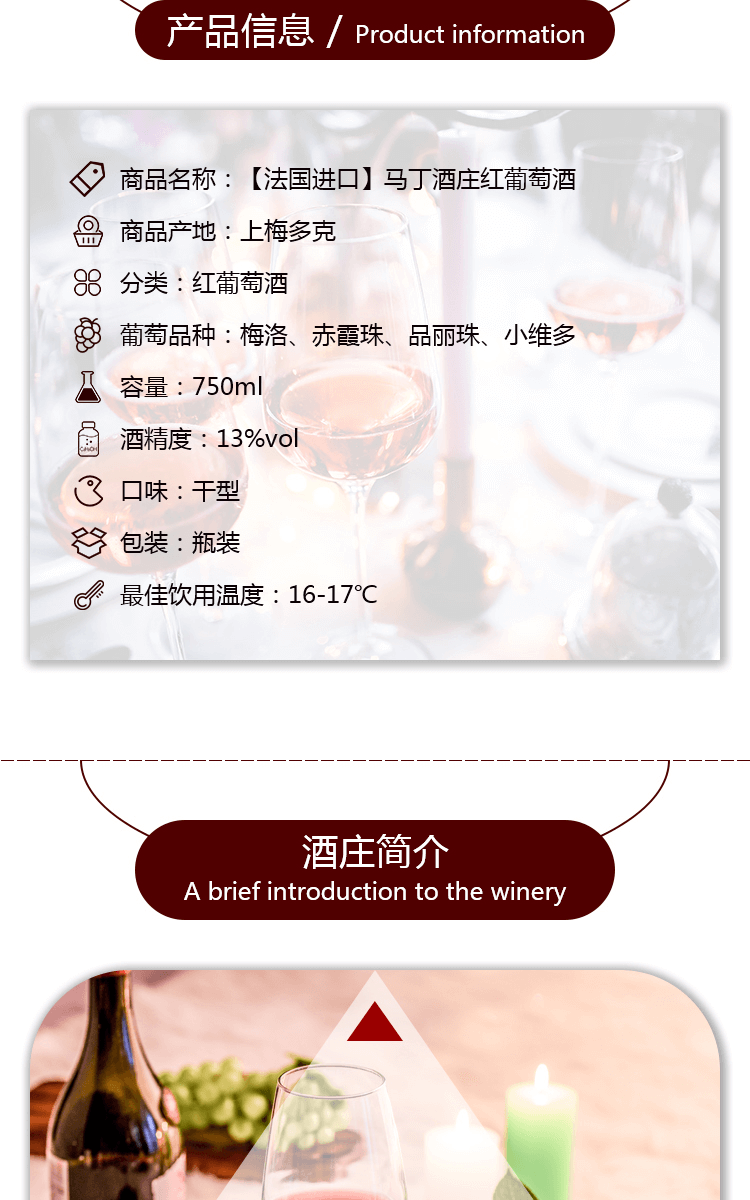 产品信息 / Product information
商品名称：【法国进口】马丁酒庄红葡萄酒
商品产地：上梅多克
分类：红葡萄酒
葡萄品种：梅洛、赤霞珠、品丽珠、小维多
容量：750ml
酒精度：13%vol
口味：干型
包装：瓶装
最佳饮用温度：16-17℃
酒庄简介
A brief introduction to the winery